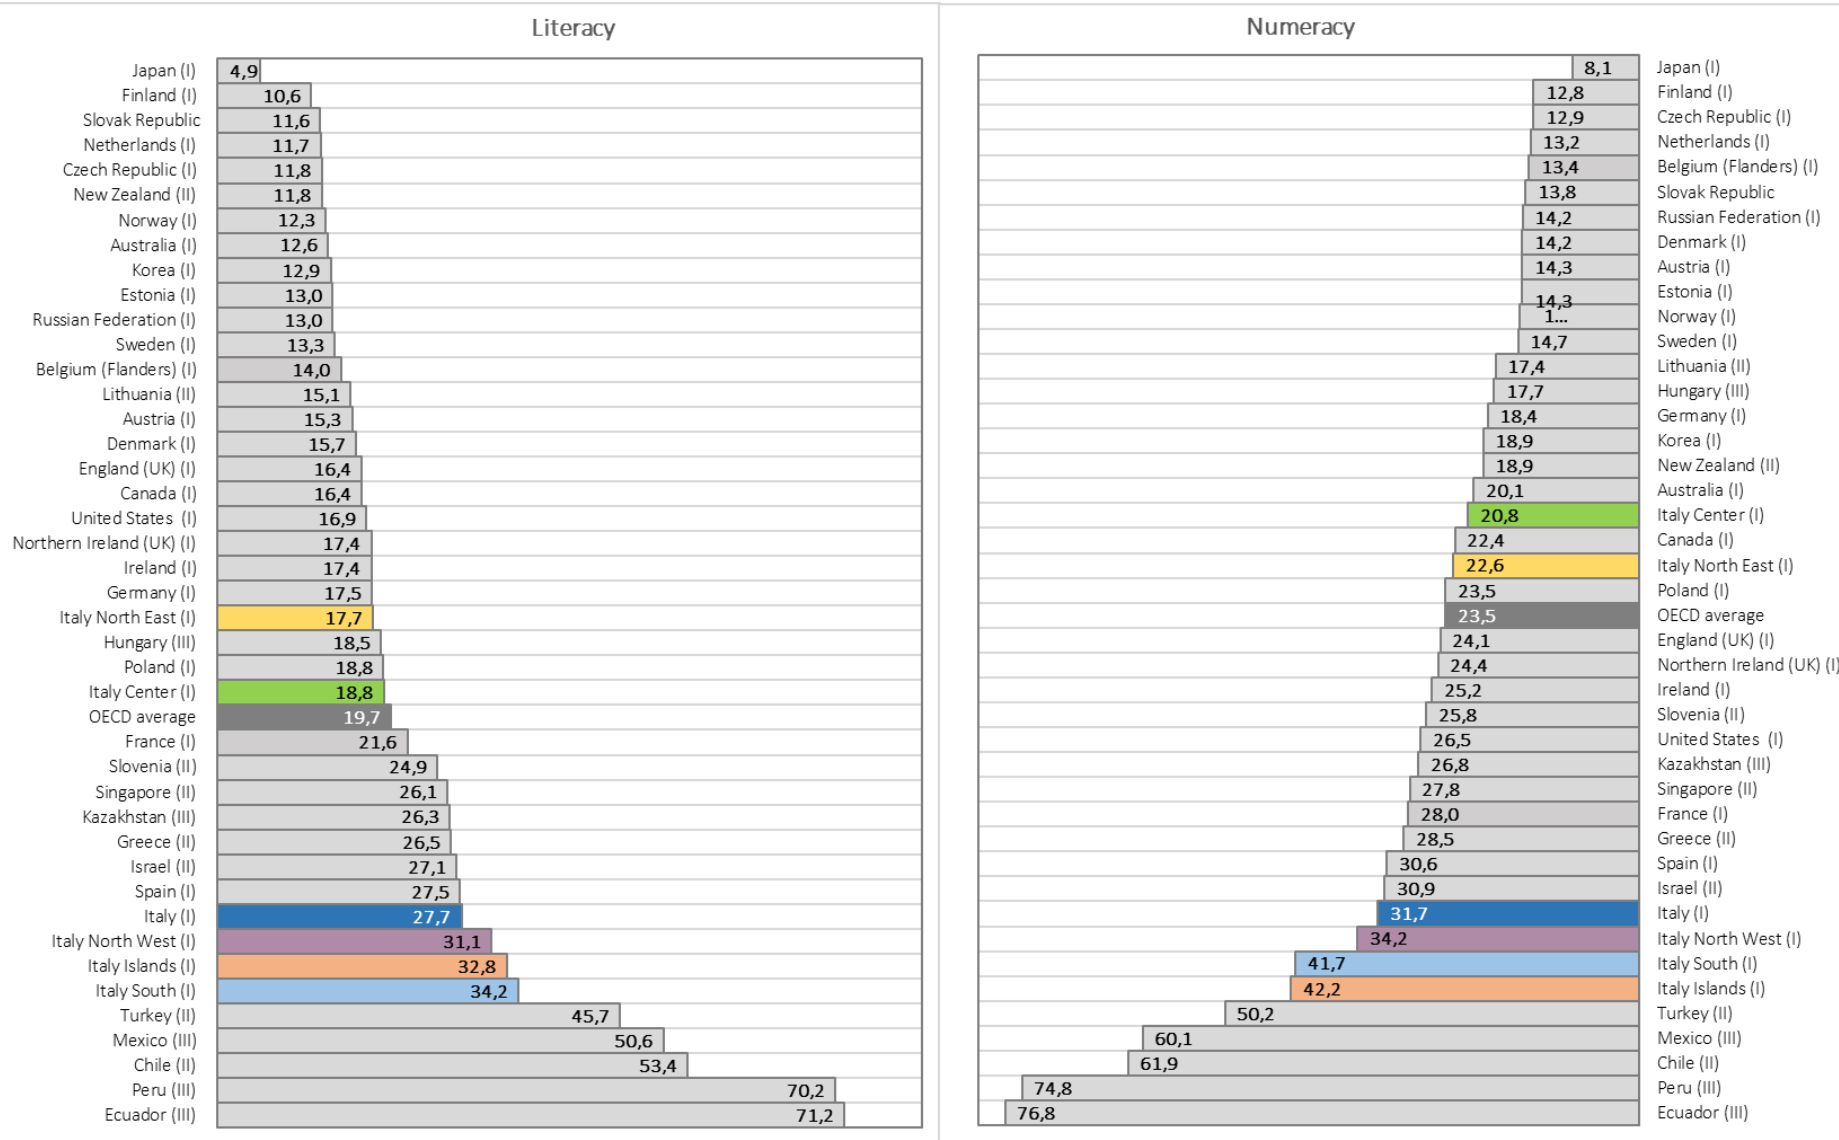 Literacy
Japan (I) 4,9
Finland (I) 10,6
Slovak Republic 11,6
Netherlands (I) 11,7
Czech Republic (I) 11,8
New Zealand (II) 11,8
Norway (I) 12,3
Australia (I) 12,6
Korea (I) 12,9
Estonia (I) 13,0
Russian Federation (I) 13,0
Sweden (I) 13,3
Belgium (Flanders) (I) 14,0
Lithuania (II) 15,1
Austria (I) 15,3
Denmark (I) 15,7
England (UK) (I) 16,4
Canada (I) 16,4
United States (I) 16,9
Northern Ireland (UK) (I) 17,4
Ireland (I) 17,4
Germany (I) 17,5
Italy North East (I) 17,7
Hungary (III) 18,5
Poland (I) 18,8
Italy Center (I) 18,8
OECD average 19,7
France (I) 21,6
Slovenia (II) 24,9
Singapore (II) 26,1
Kazakhstan (III) 26,3
Greece (II) 26,5
Israel (II) 27,1
Spain (I) 27,5
Italy (I) 27,7
Italy North West (I) 31,1
Italy Islands (I) 32,8
Italy South (I) 34,2
Turkey (II) 45,7
Mexico (III) 50,6
Chile (II) 53,4
Peru (III) 70,2
Ecuador (III) 71,2
Numeracy
8,1 Japan (I)
12,8 Finland (I)
12,9 Czech Republic (I)
13,2 Netherlands (I)
13,4 Belgium (Flanders) (I)
13,8 Slovak Republic
14,2 Russian Federation (I)
14,2 Denmark (I)
14,3 Austria (I)
14,3 Estonia (I)
1... Norway (I)
14,7 Sweden (I)
17,4 Lithuania (II)
17,7 Hungary (III)
18,4 Germany (I)
18,9 Korea (I)
18,9 New Zealand (II)
20,1 Australia (I)
20,8 Italy Center (I)
22,4 Canada (I)
22,6 Italy North East (I)
23,5 Poland (I)
23,5 OECD average
24,1 England (UK) (I)
24,4 Northern Ireland (UK) (I)
25,2 Ireland (I)
25,8 Slovenia (II)
26,5 United States (I)
26,8 Kazakhstan (III)
27,8 Singapore (II)
28,0 France (I)
28,5 Greece (II)
30,6 Spain (I)
30,9 Israel (II)
31,7 Italy (I)
34,2 Italy North West (I)
41,7 Italy South (I)
42,2 Italy Islands (I)
50,2 Turkey (II)
60,1 Mexico (III)
61,9 Chile (II)
74,8 Peru (III)
76,8 Ecuador (III)